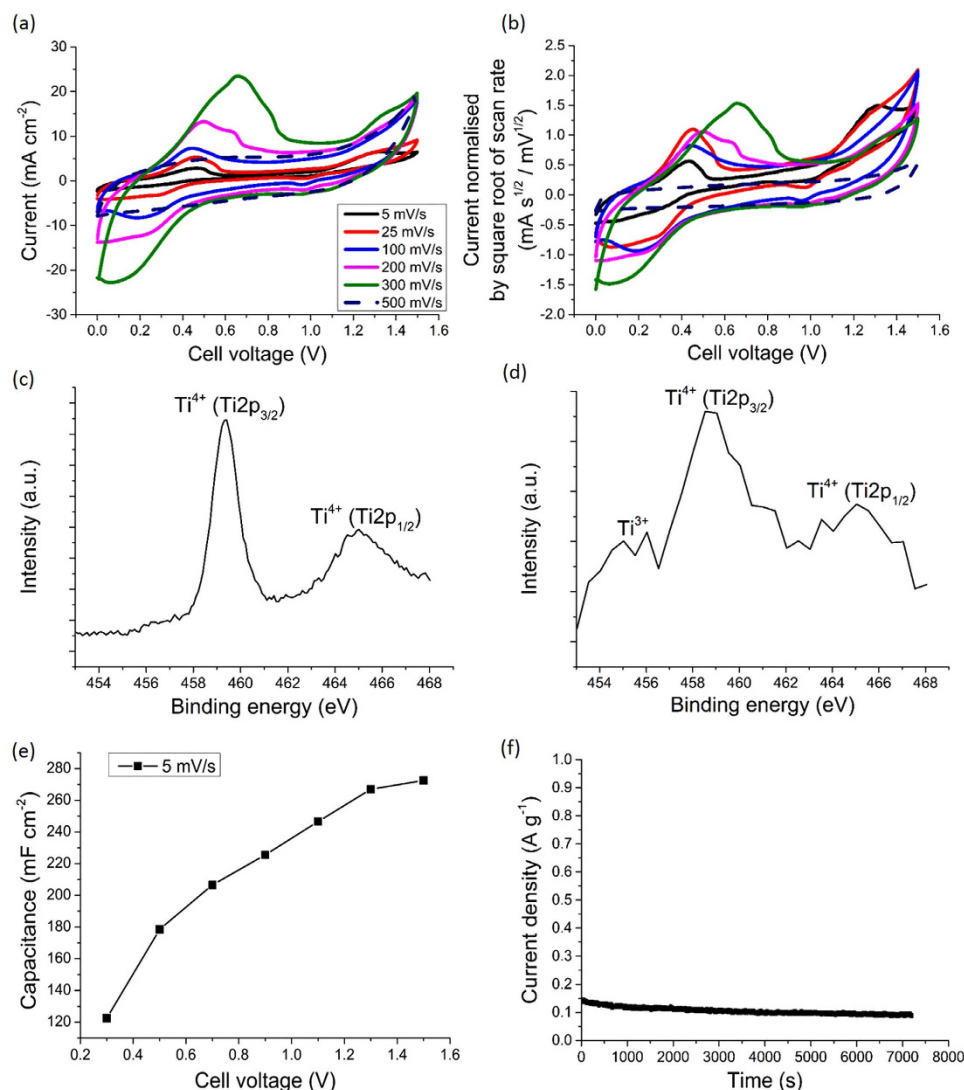 (a)
Current (mA cm⁻²)
30
20
10
0
-10
-20
-30
5 mV/s
25 mV/s
100 mV/s
200 mV/s
300 mV/s
500 mV/s
0.0 0.2 0.4 0.6 0.8 1.0 1.2 1.4 1.6
Cell voltage (V)
(b)
Current normalised
by square root of scan rate
(mA s^1/2 / mV^1/2)
2.5
2.0
1.5
1.0
0.5
0.0
-0.5
-1.0
-1.5
-2.0
0.0 0.2 0.4 0.6 0.8 1.0 1.2 1.4 1.6
Cell voltage (V)
(c)
Intensity (a.u.)
Ti⁴⁺ (Ti2p₃/₂)
Ti⁴⁺ (Ti2p₁/₂)
454 456 458 460 462 464 466 468
Binding energy (eV)
(d)
Intensity (a.u.)
Ti⁴⁺ (Ti2p₃/₂)
Ti⁴⁺ (Ti2p₁/₂)
Ti³⁺
454 456 458 460 462 464 466 468
Binding energy (eV)
(e)
Capacitance (mF cm⁻²)
5 mV/s
280
260
240
220
200
180
160
140
120
0.2 0.4 0.6 0.8 1.0 1.2 1.4 1.6
Cell voltage (V)
(f)
Current density (A g⁻¹)
1.0
0.9
0.8
0.7
0.6
0.5
0.4
0.3
0.2
0.1
0.0
0 1000 2000 3000 4000 5000 6000 7000 8000
Time (s)